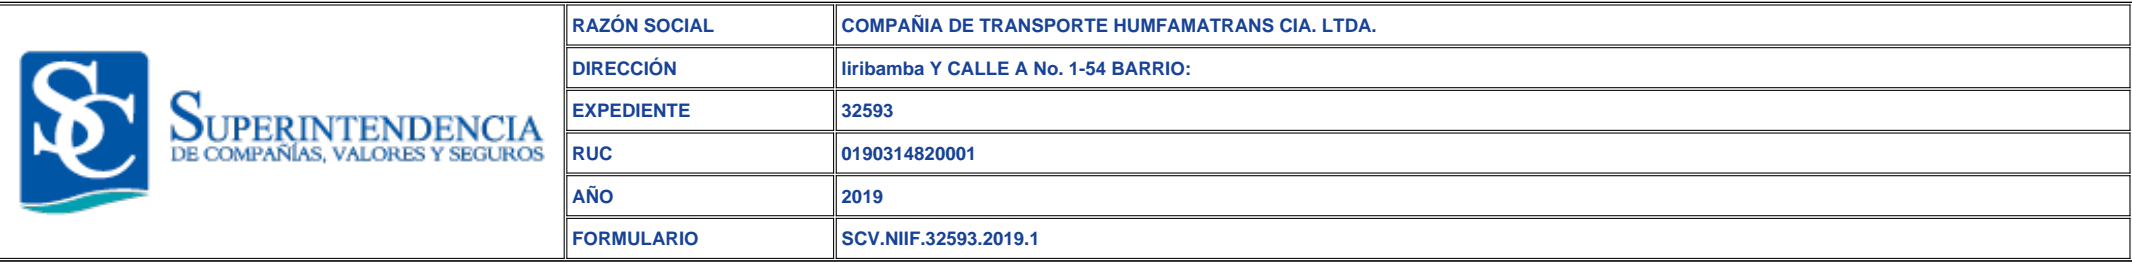 SC
SUPERINTENDENCIA
DE COMPAÑÍAS, VALORES Y SEGUROS
RAZÓN SOCIAL COMPAÑIA DE TRANSPORTE HUMFAMATRANS CIA. LTDA.
DIRECCIÓN liribamba Y CALLE A No. 1-54 BARRIO:
EXPEDIENTE 32593
RUC 0190314820001
AÑO 2019
FORMULARIO SCV.NIIF.32593.2019.1